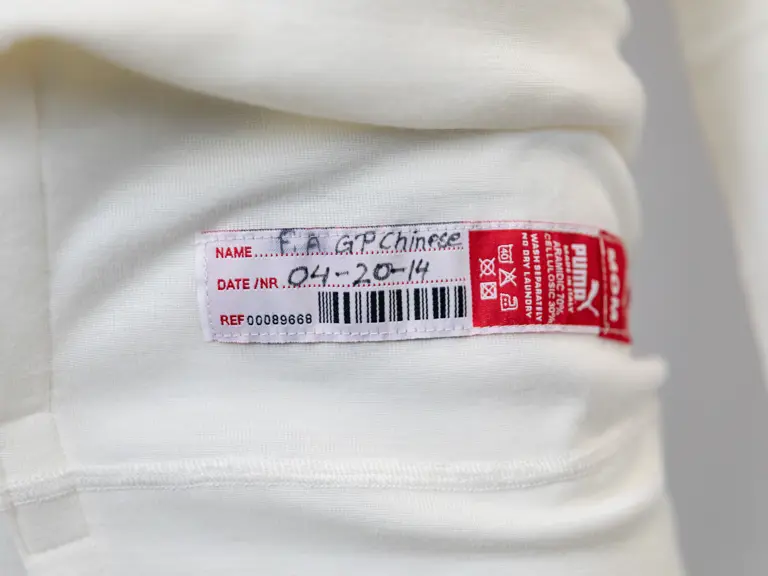 NAME.... F.A GP Chinese
DATE /NR 04-20-14
REF 00089668
NO DRY LAUNDRY
WASH SEPARATELY
CELLULOSIC 30%
ARAMIDIC 70%
PUMA